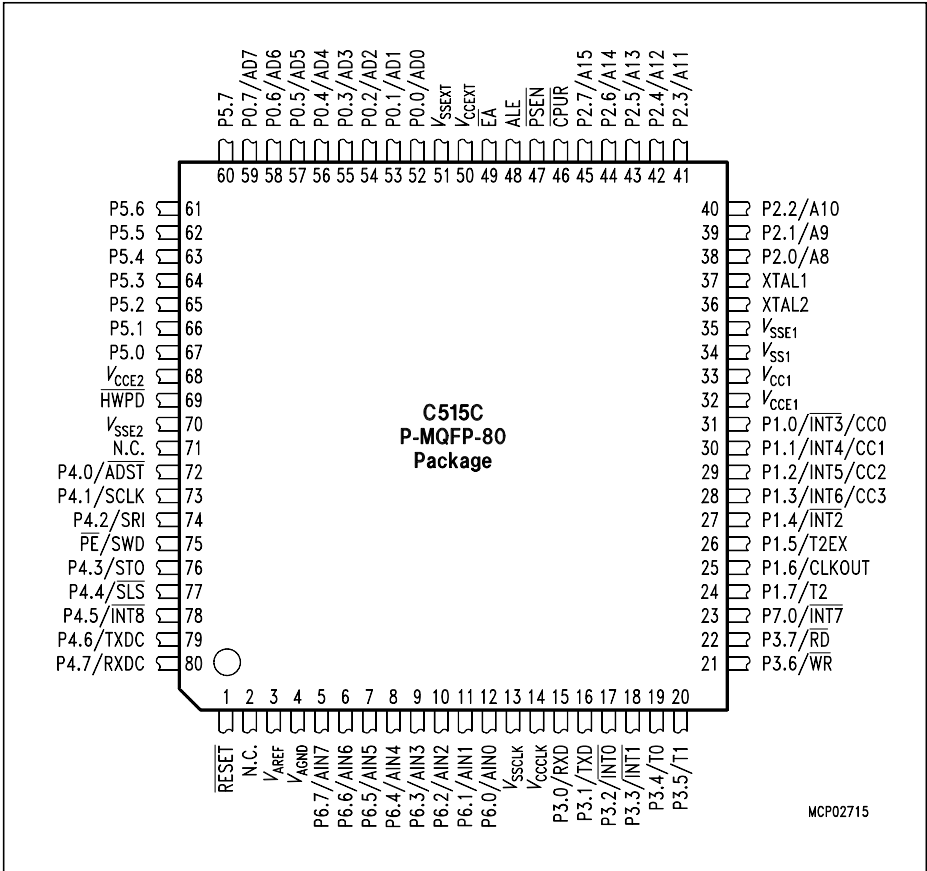 P5.7
P0.7/AD7
P0.6/AD6
P0.5/AD5
P0.4/AD4
P0.3/AD3
P0.2/AD2
P0.1/AD1
P0.0/AD0
VSSEXT
VCCEXT
EA
ALE
PSEN
CPUR
P2.7/A15
P2.6/A14
P2.5/A13
P2.4/A12
P2.3/A11
60 59 58 57 56 55 54 53 52 51 50 49 48 47 46 45 44 43 42 41
P5.6 61 40 P2.2/A10
P5.5 62 39 P2.1/A9
P5.4 63 38 P2.0/A8
P5.3 64 37 XTAL1
P5.2 65 36 XTAL2
P5.1 66 35 VSSE1
P5.0 67 34 VSS1
VCCE2 68 33 VCC1
HWPD 69 32 VCCE1
VSSE2 70 31 P1.0/INT3/CC0
N.C. 71 30 P1.1/INT4/CC1
P4.0/ADST 72 29 P1.2/INT5/CC2
P4.1/SCLK 73 28 P1.3/INT6/CC3
P4.2/SRI 74 27 P1.4/INT2
PE/SWD 75 26 P1.5/T2EX
P4.3/STO 76 25 P1.6/CLKOUT
P4.4/SLS 77 24 P1.7/T2
P4.5/INT8 78 23 P7.0/INT7
P4.6/TXDC 79 22 P3.7/RD
P4.7/RXDC 80 21 P3.6/WR
C515C
P-MQFP-80
Package
1 2 3 4 5 6 7 8 9 10 11 12 13 14 15 16 17 18 19 20
RESET
N.C.
VAREF
VAGND
P6.7/AIN7
P6.6/AIN6
P6.5/AIN5
P6.4/AIN4
P6.3/AIN3
P6.2/AIN2
P6.1/AIN1
P6.0/AIN0
VSSCLK
VCCCLK
P3.0/RXD
P3.1/TXD
P3.2/INT0
P3.3/INT1
P3.4/T0
P3.5/T1
MCP02715